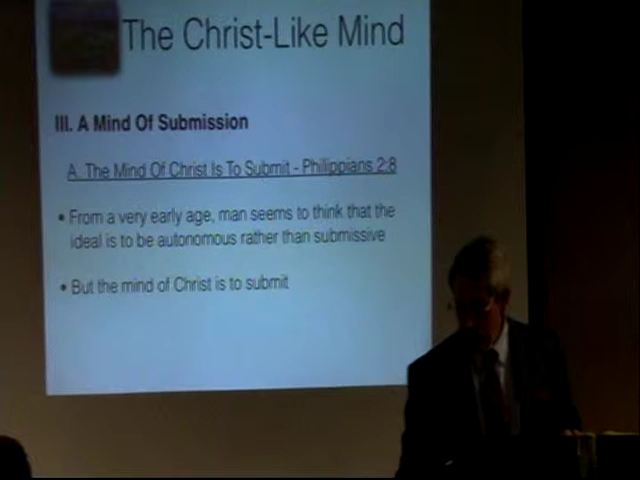 The Christ-Like Mind
III. A Mind Of Submission
A. The Mind Of Christ Is To Submit - Philippians 2:8
• From a very early age, man seems to think that the
ideal is to be autonomous rather than submissive
• But the mind of Christ is to submit